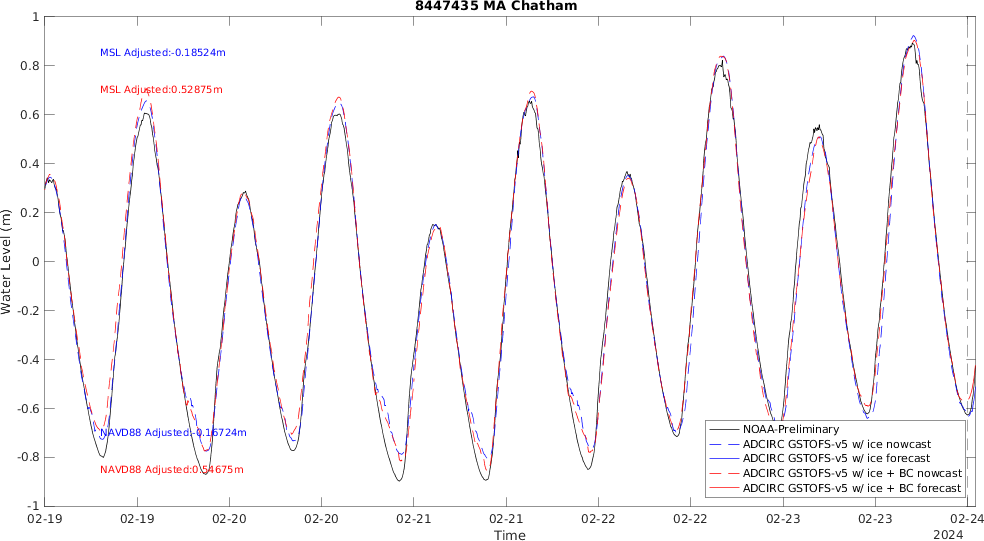 8447435 MA Chatham
1
0.8
0.6
0.4
0.2
0
-0.2
-0.4
-0.6
-0.8
-1
Water Level (m)
MSL Adjusted:-0.18524m
MSL Adjusted:0.52875m
NAVD88 Adjusted:-0.16724m
NAVD88 Adjusted:0.54675m
NOAA-Preliminary
ADCIRC GSTOFS-v5 w/ ice nowcast
ADCIRC GSTOFS-v5 w/ ice forecast
ADCIRC GSTOFS-v5 w/ ice + BC nowcast
ADCIRC GSTOFS-v5 w/ ice + BC forecast
02-19 02-19 02-20 02-20 02-21 02-21 02-22 02-22 02-23 02-23 02-24
Time
2024